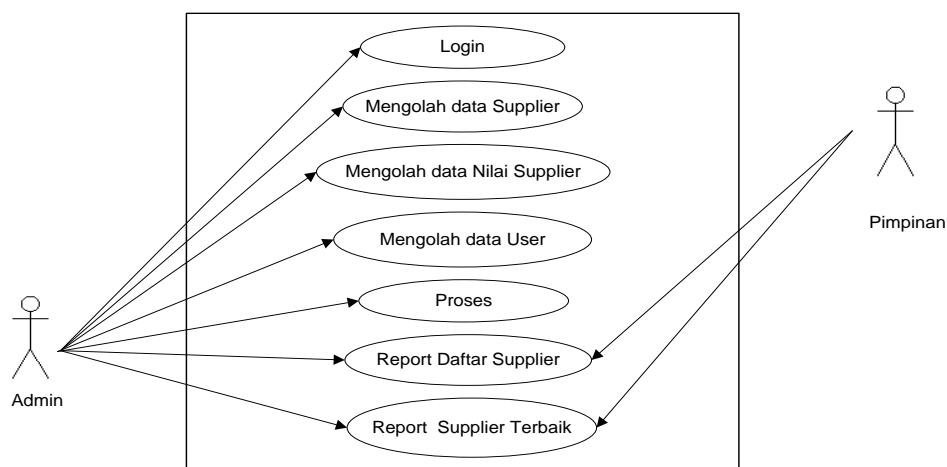 Login
Mengolah data Supplier
Mengolah data Nilai Supplier
Mengolah data User
Proses
Report Daftar Supplier
Report Supplier Terbaik
Admin
Pimpinan